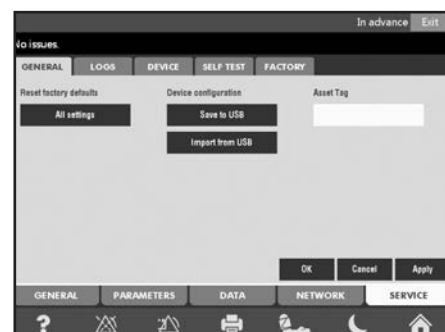 In advance Exit
No issues.
GENERAL LOGS DEVICE SELF TEST FACTORY
Reset factory defaults Device configuration Asset Tag
All settings Save to USB
Import from USB
OK Cancel Apply
GENERAL PARAMETERS DATA NETWORK SERVICE
?